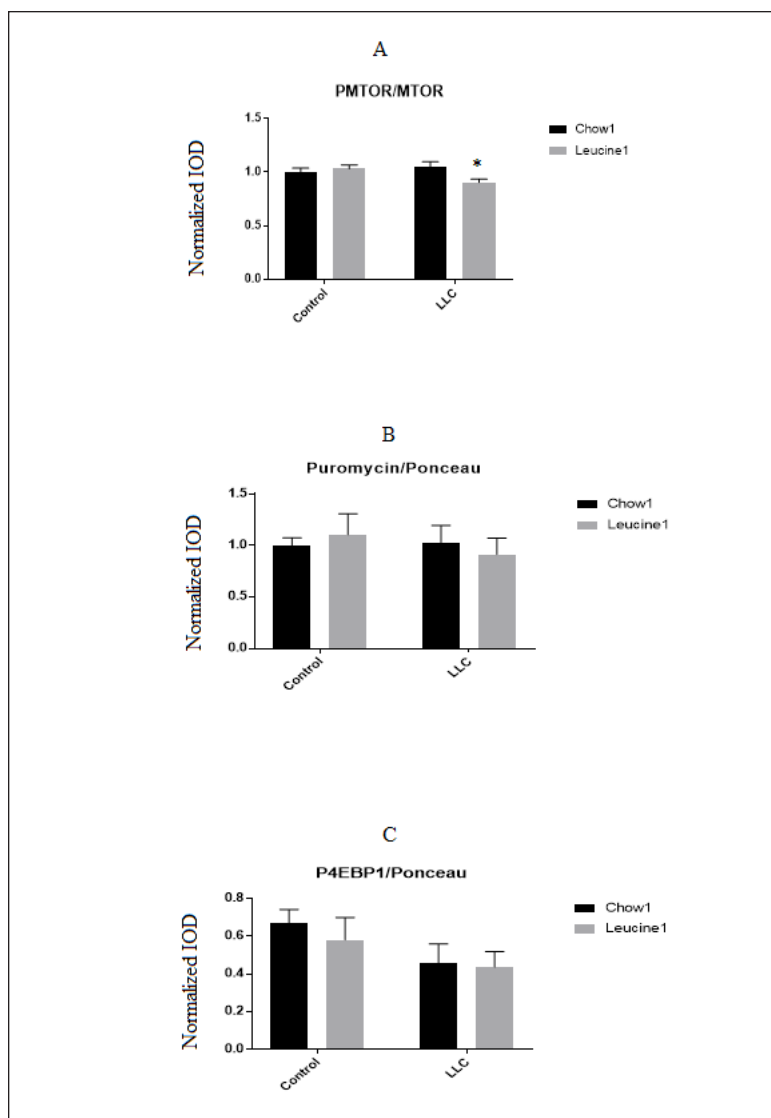 A
PMTOR/MTOR
Normalized IOD
1.5
1.0
0.5
0.0
*
Control
LLC
Chow1
Leucine1
B
Puromycin/Ponceau
Normalized IOD
1.5
1.0
0.5
0.0
Control
LLC
Chow1
Leucine1
C
P4EBP1/Ponceau
Normalized IOD
0.8
0.6
0.4
0.2
0.0
Control
LLC
Chow1
Leucine1